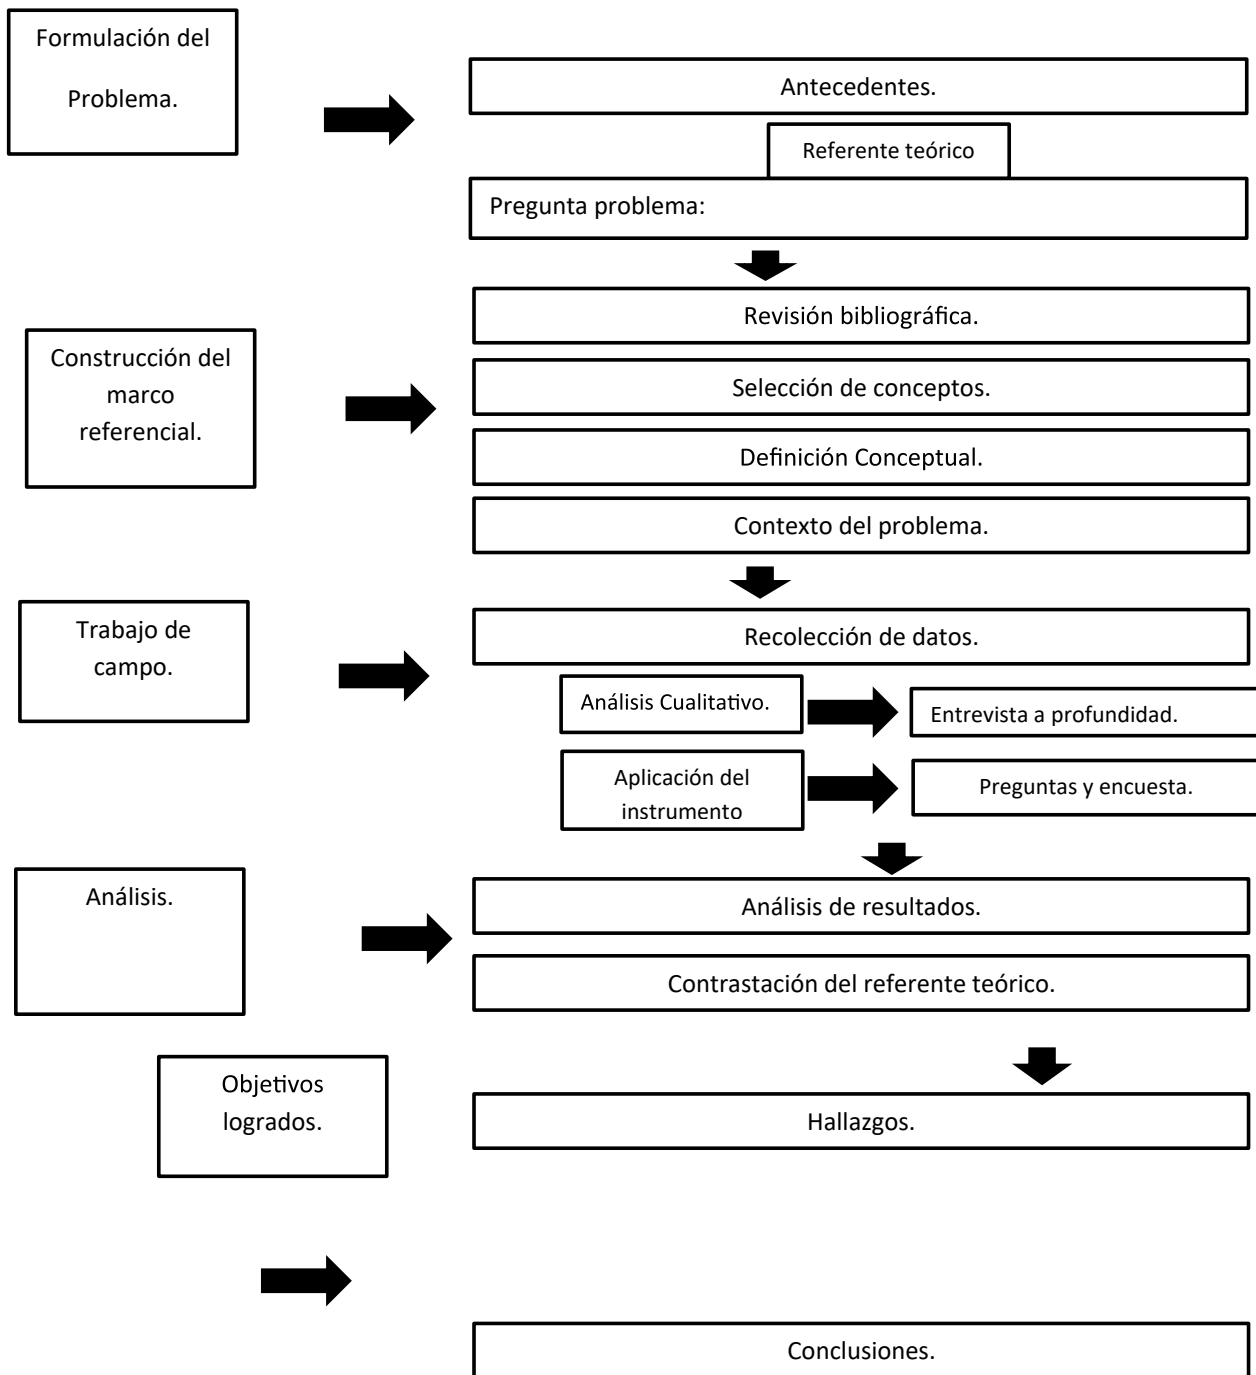 Formulación del
Problema.
Antecedentes.
Referente teórico
Pregunta problema:
Revisión bibliográfica.
Construcción del
marco
referencial.
Selección de conceptos.
Definición Conceptual.
Contexto del problema.
Trabajo de
campo.
Recolección de datos.
Análisis Cualitativo.
Entrevista a profundidad.
Aplicación del
instrumento
Preguntas y encuesta.
Análisis.
Análisis de resultados.
Contrastación del referente teórico.
Objetivos
logrados.
Hallazgos.
Conclusiones.